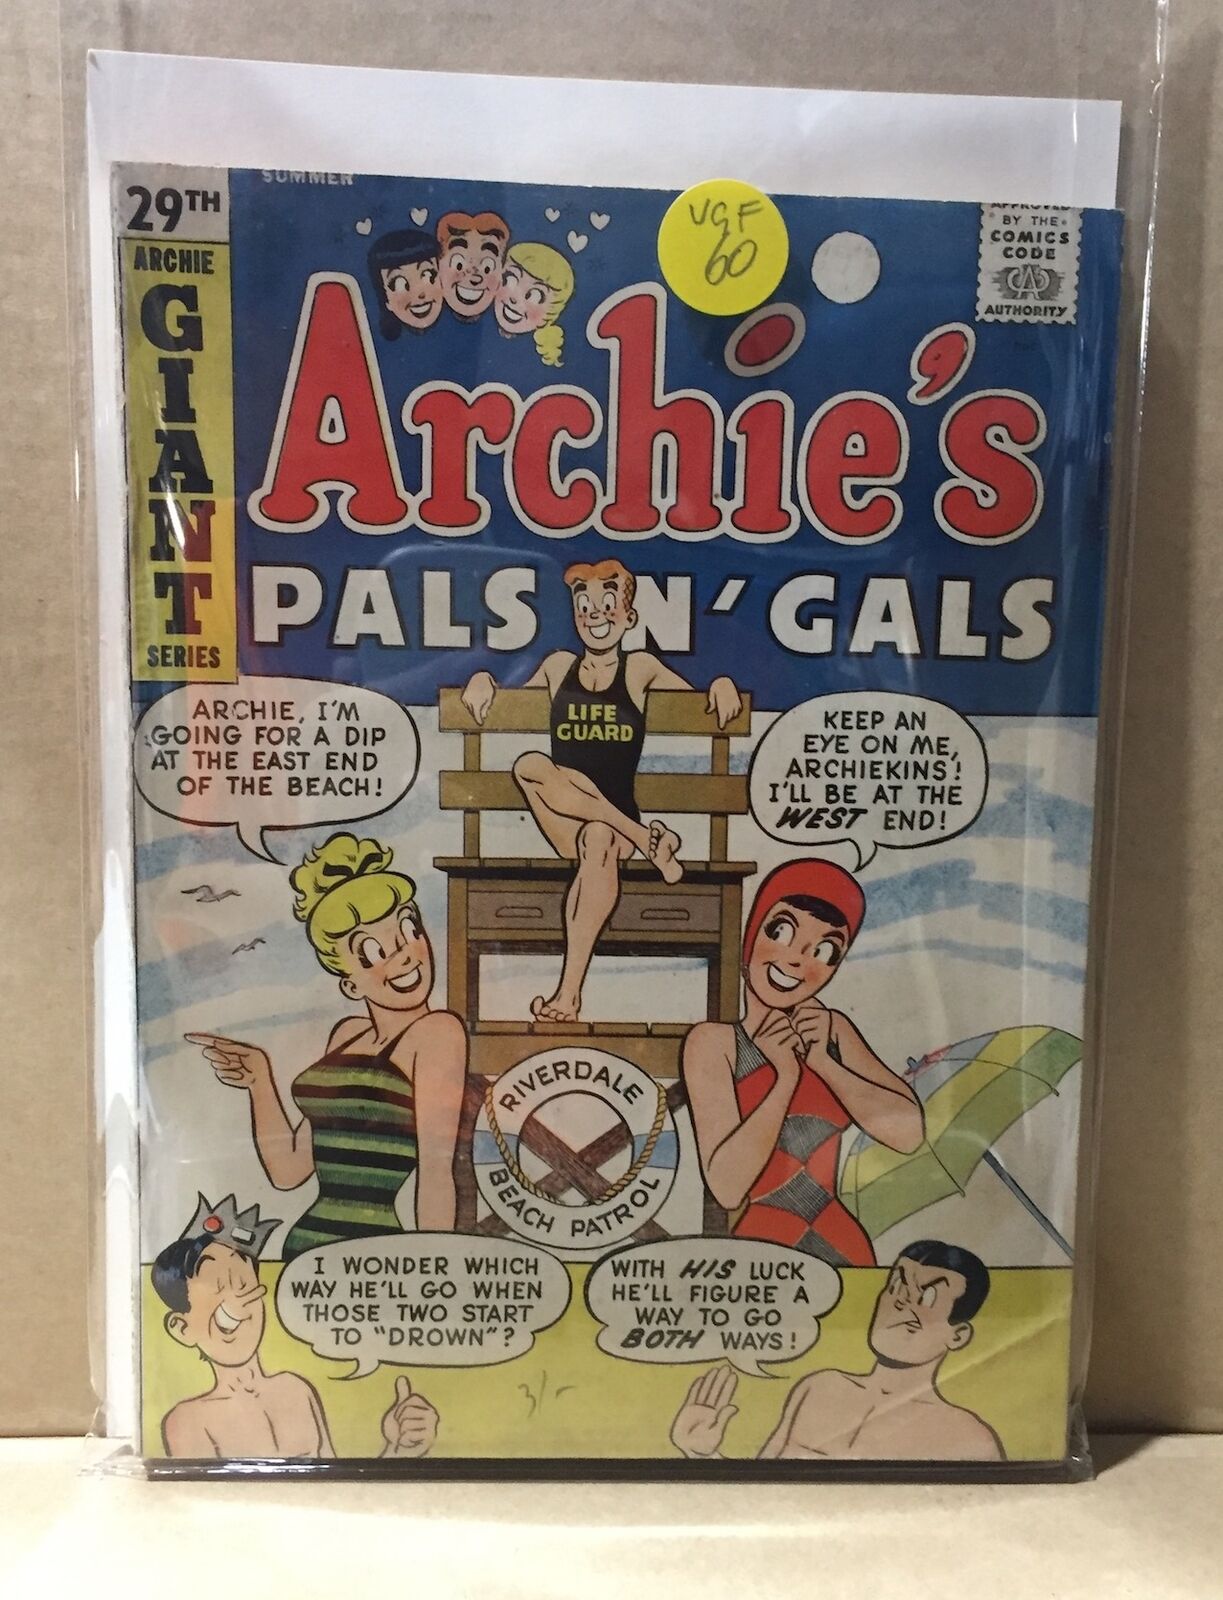 SUMMER
29TH
ARCHIE
GIANT
SERIES
VGF
60
APPROVED
BY THE
COMICS
CODE
CA
AUTHORITY
Archie's
PALS N' GALS
ARCHIE, I'M
GOING FOR A DIP
AT THE EAST END
OF THE BEACH!
LIFE
GUARD
KEEP AN
EYE ON ME,
ARCHIEKINS!
I'LL BE AT THE
WEST END!
RIVERDALE
BEACH PATROL
I WONDER WHICH
WAY HE'LL GO WHEN
THOSE TWO START
TO "DROWN"?
WITH HIS LUCK
HE'LL FIGURE A
WAY TO GO
BOTH WAYS!
3/-